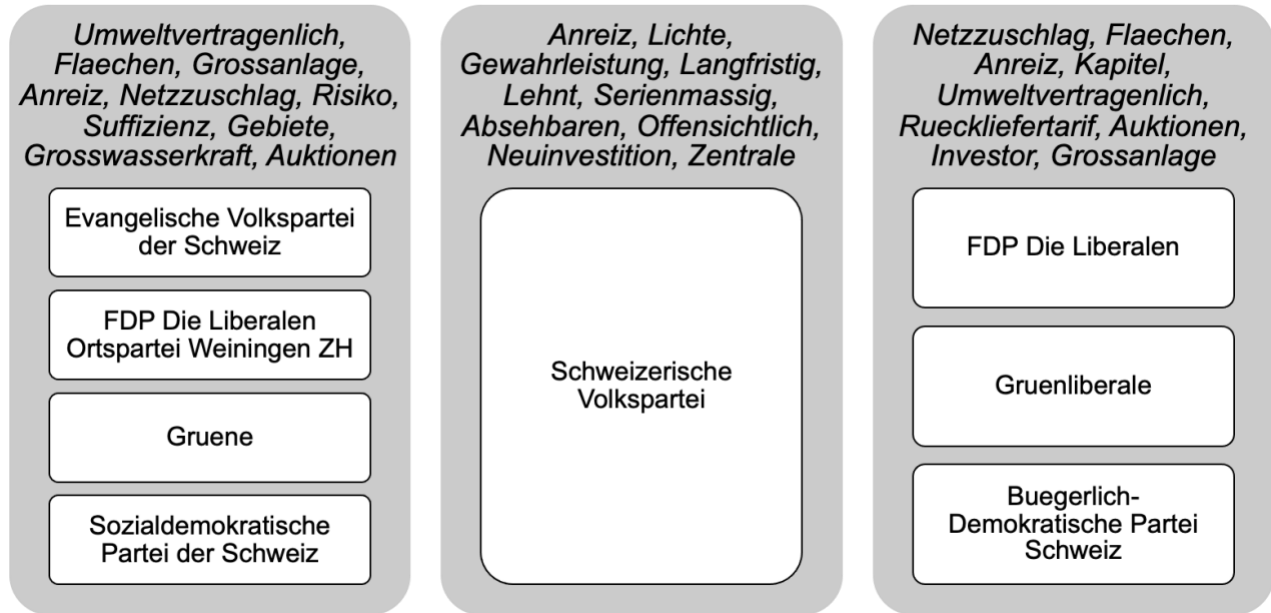 Umweltvertragenlich,
Flaechen, Grossanlage,
Anreiz, Netzzuschlag, Risiko,
Suffizienz, Gebiete,
Grosswasserkraft, Auktionen
Evangelische Volkspartei
der Schweiz
FDP Die Liberalen
Ortspartei Weiningen ZH
Gruene
Sozialdemokratische
Partei der Schweiz
Anreiz, Lichte,
Gewahrleistung, Langfristig,
Lehnt, Serienmassig,
Absehbaren, Offensichtlich,
Neuinvestition, Zentrale
Schweizerische
Volkspartei
Netzzuschlag, Flaechen,
Anreiz, Kapitel,
Umweltvertragenlich,
Rueckliefertarif, Auktionen,
Investor, Grossanlage
FDP Die Liberalen
Gruenliberale
Buegerlich-
Demokratische Partei
Schweiz